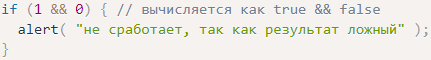 if (1 && 0) { // вычисляется как true && false
  alert( "не сработает, так как результат ложный" );
}